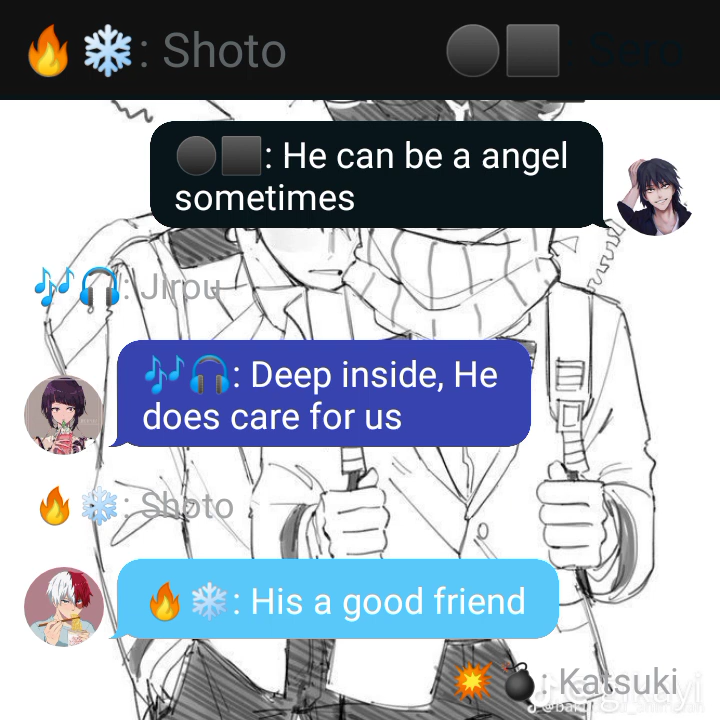 🔥❄️: Shoto
⚫⬛ Sero
⚫⬛: He can be a angel
sometimes
🎶🎧: Jirou
🎶🎧: Deep inside, He
does care for us
🔥❄️: Shoto
🔥❄️: His a good friend
💥💣: Katsuki